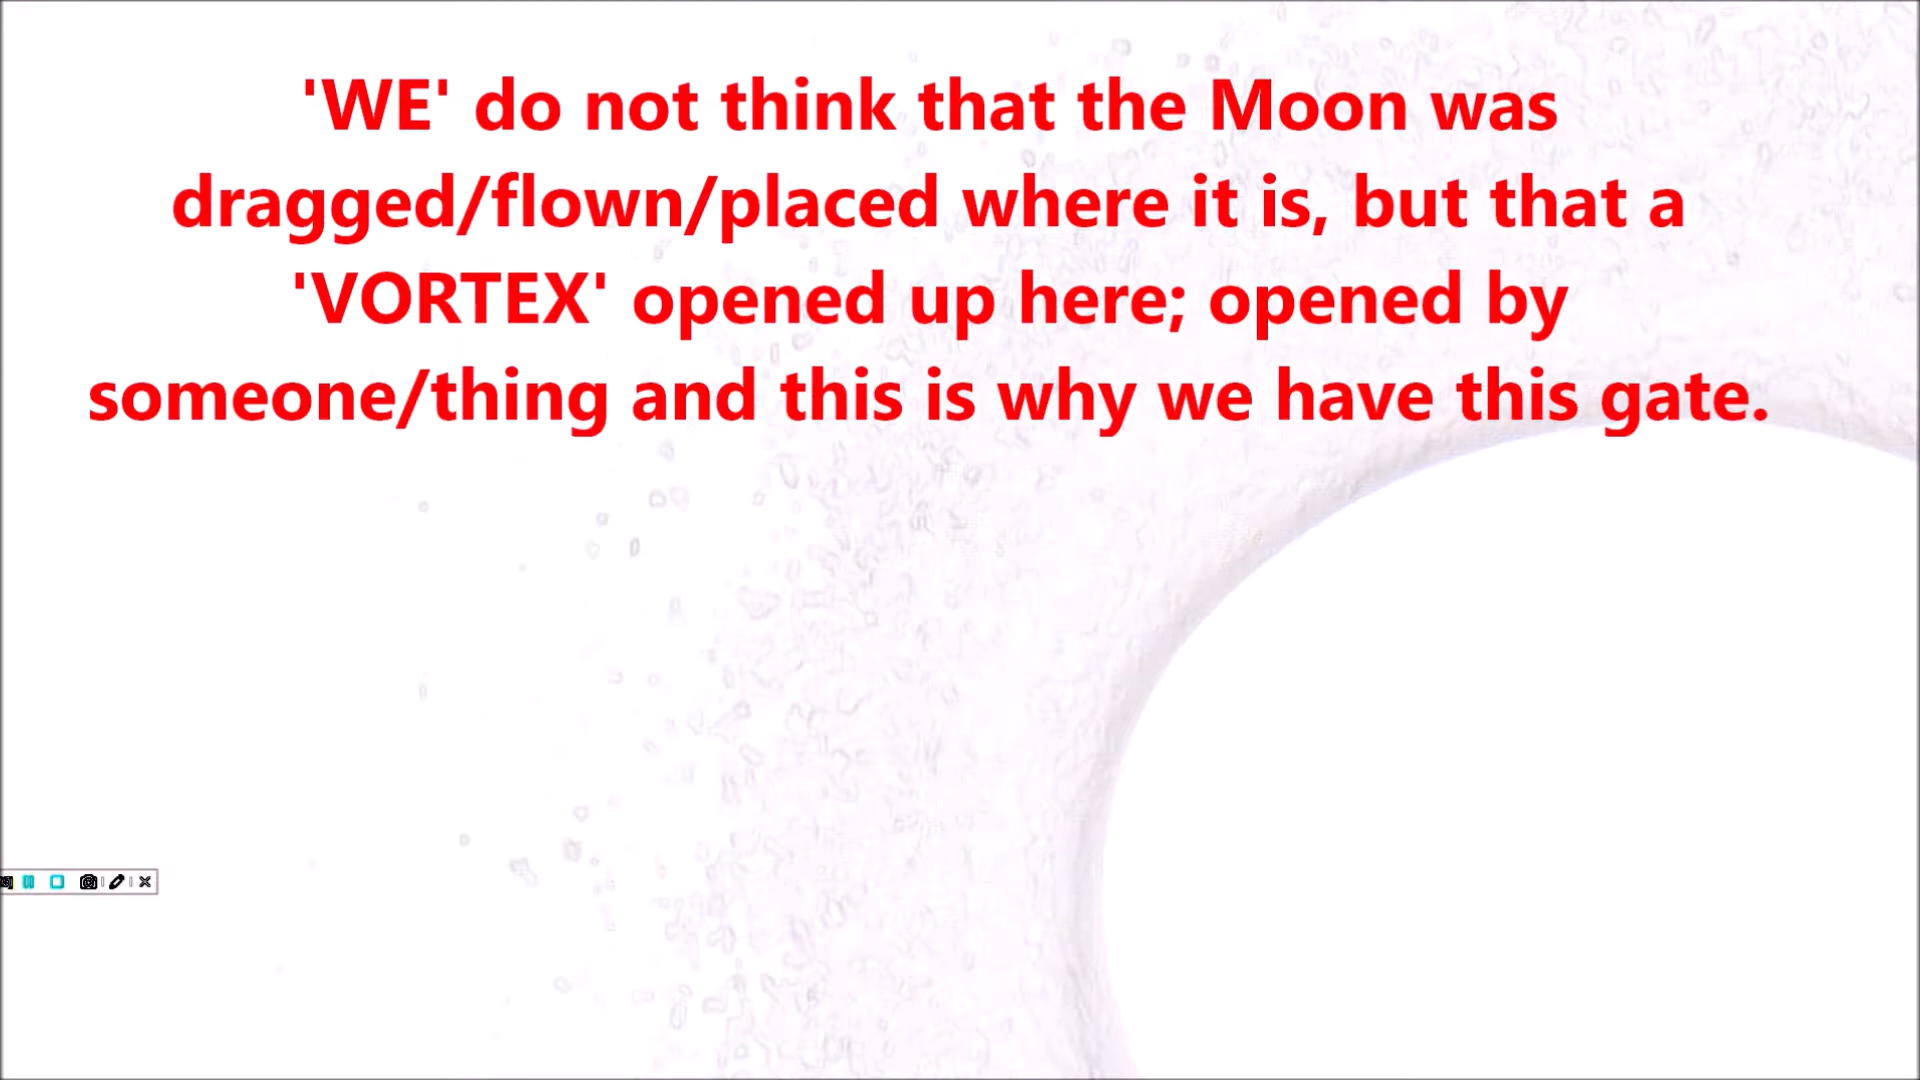 'WE' do not think that the Moon was
dragged/flown/placed where it is, but that a
'VORTEX' opened up here; opened by
someone/thing and this is why we have this gate.